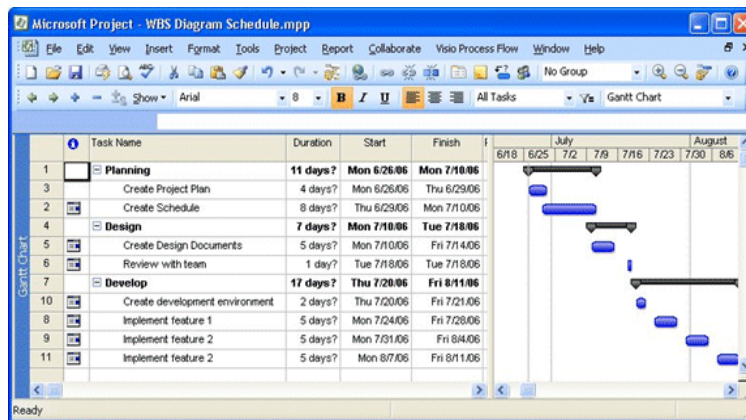 Microsoft Project - WBS Diagram Schedule.mpp
File Edit View Insert Format Tools Project Report Collaborate Visio Process Flow Window Help
No Group
Show Arial 8 B I U All Tasks Gantt Chart
Task Name Duration Start Finish July August
6/18 6/25 7/2 7/9 7/16 7/23 7/30 8/6
1 Planning 11 days? Mon 6/26/06 Mon 7/10/06
3 Create Project Plan 4 days? Mon 6/26/06 Thu 6/29/06
2 Create Schedule 8 days? Thu 6/29/06 Mon 7/10/06
4 Design 7 days? Mon 7/10/06 Tue 7/18/06
5 Create Design Documents 5 days? Mon 7/10/06 Fri 7/14/06
6 Review with team 1 day? Tue 7/18/06 Tue 7/18/06
7 Develop 17 days? Thu 7/20/06 Fri 8/11/06
10 Create development environment 2 days? Thu 7/20/06 Fri 7/21/06
8 Implement feature 1 5 days? Mon 7/24/06 Fri 7/28/06
9 Implement feature 2 5 days? Mon 7/31/06 Fri 8/4/06
11 Implement feature 2 5 days? Mon 8/7/06 Fri 8/11/06
Gantt Chart
Ready